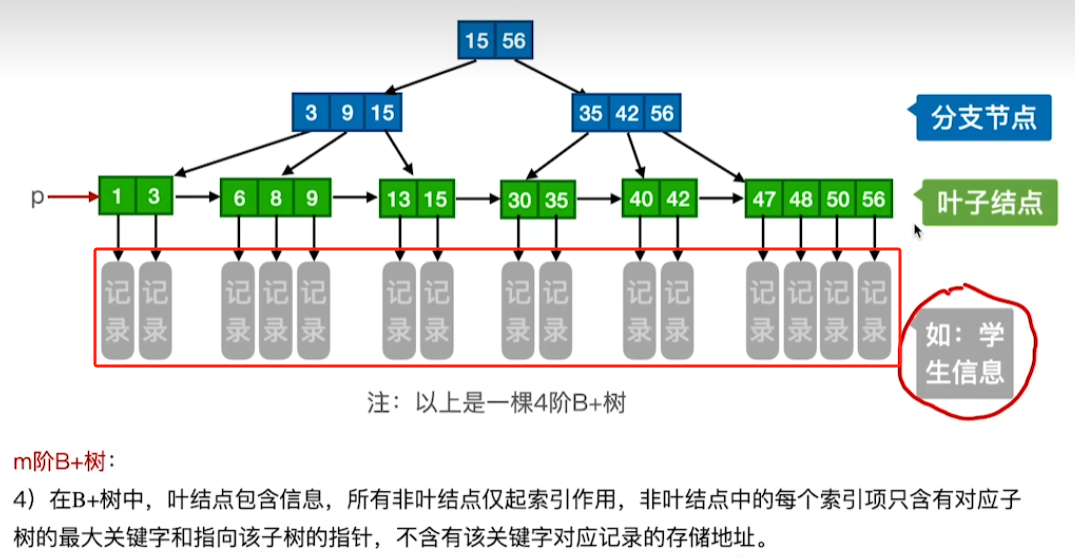 15 56
3 9 15
35 42 56
分支节点
p
1 3
6 8 9
13 15
30 35
40 42
47 48 50 56
叶子结点
记录 记录 记录 记录 记录 记录 记录 记录 记录 记录 记录 记录 记录 记录 记录
如：学
生信息
注：以上是一棵4阶B+树
m阶B+树：
4）在B+树中，叶结点包含信息，所有非叶结点仅起索引作用，非叶结点中的每个索引项只含有对应子
树的最大关键字和指向该子树的指针，不含有该关键字对应记录的存储地址。